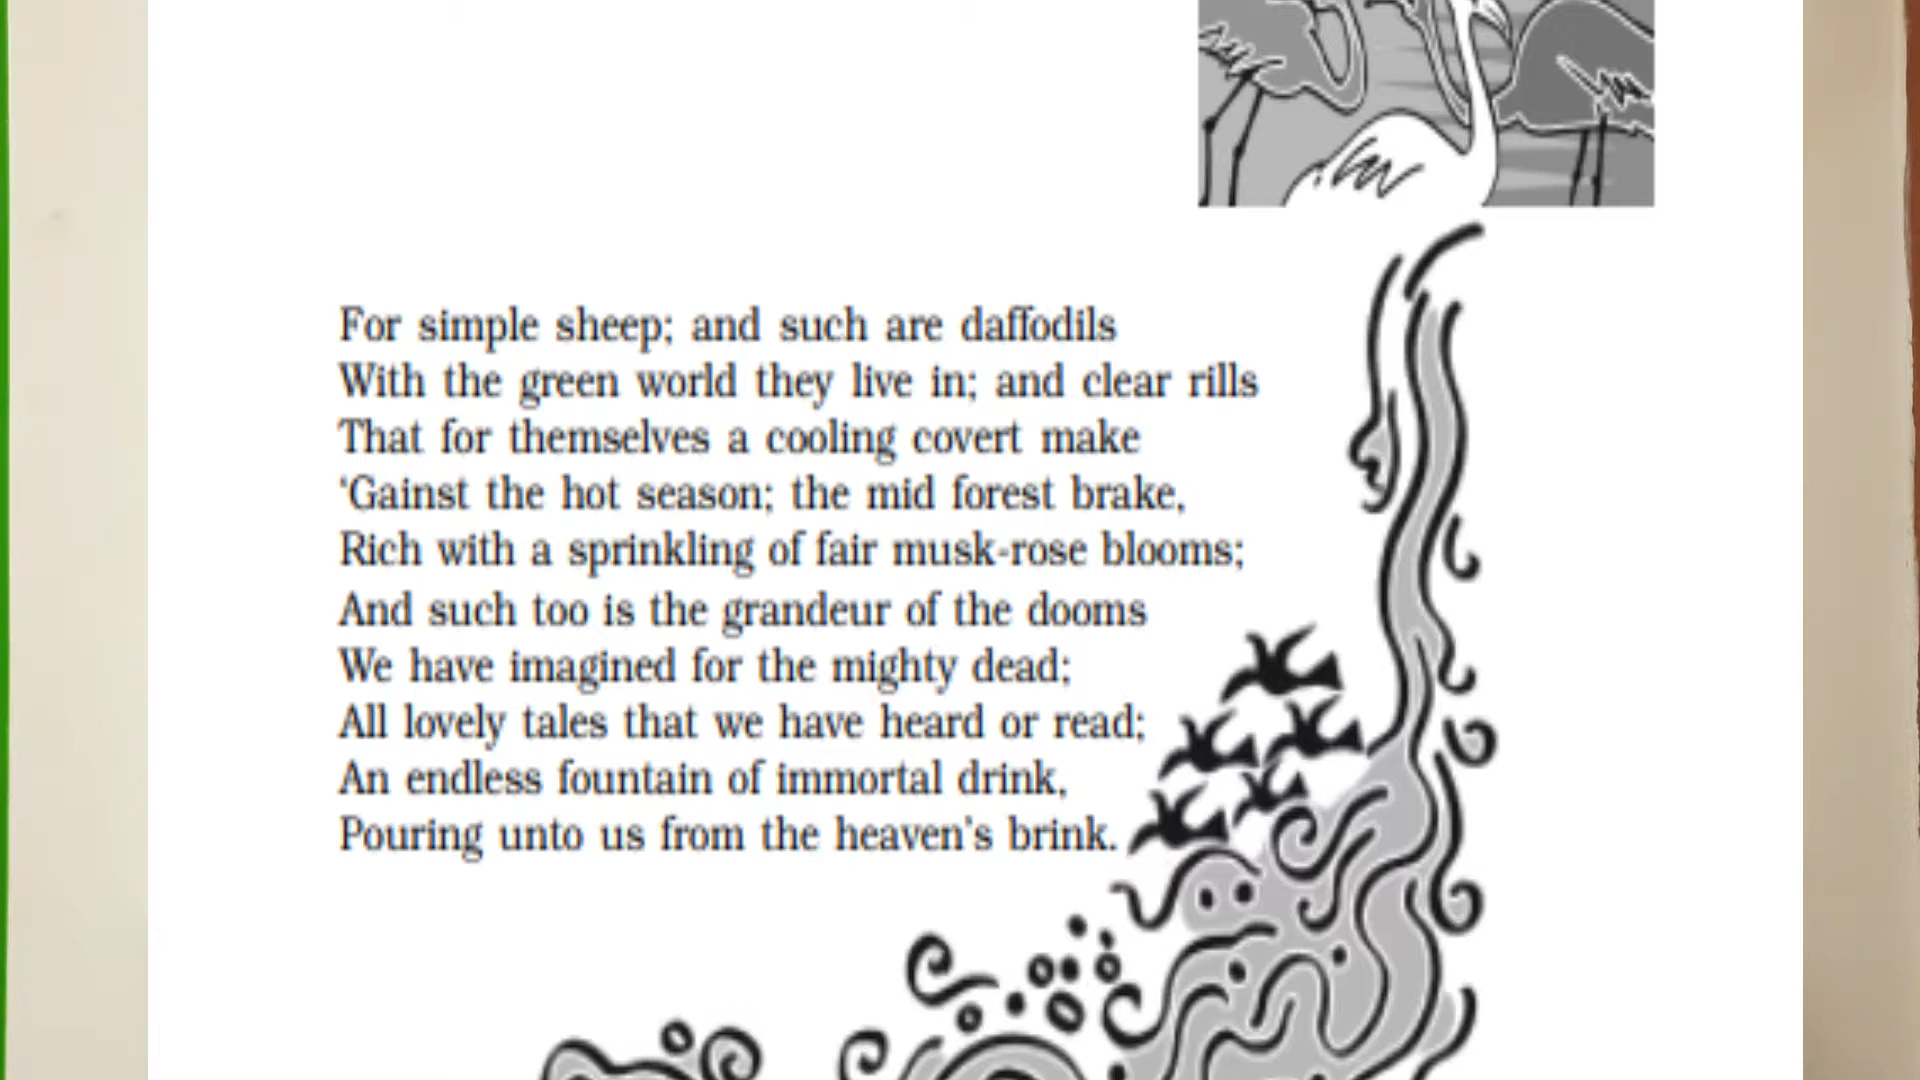 For simple sheep; and such are daffodils
With the green world they live in; and clear rills
That for themselves a cooling covert make
‘Gainst the hot season; the mid forest brake,
Rich with a sprinkling of fair musk-rose blooms;
And such too is the grandeur of the dooms
We have imagined for the mighty dead;
All lovely tales that we have heard or read;
An endless fountain of immortal drink,
Pouring unto us from the heaven's brink.